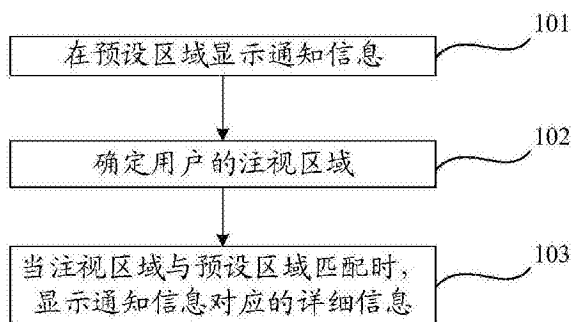 在预设区域显示通知信息
101
确定用户的注视区域
102
当注视区域与预设区域匹配时，
显示通知信息对应的详细信息
103